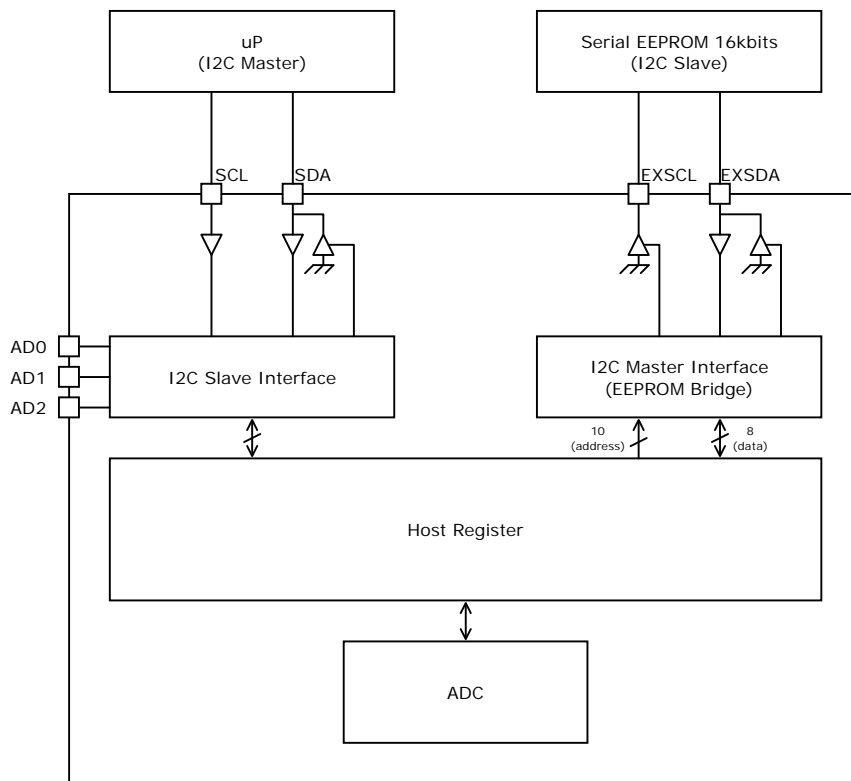 uP
(I2C Master)
Serial EEPROM 16kbits
(I2C Slave)
SCL
SDA
EXSCL
EXSDA
AD0
AD1
AD2
I2C Slave Interface
I2C Master Interface
(EEPROM Bridge)
10
(address)
8
(data)
Host Register
ADC